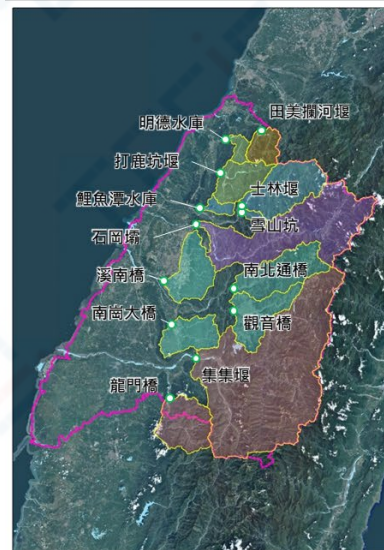 田美攔河堰
明德水庫
打鹿坑堰
士林堰
鯉魚潭水庫
雪山坑
石岡壩
溪南橋
南北通橋
南崗大橋
觀音橋
集集堰
龍門橋